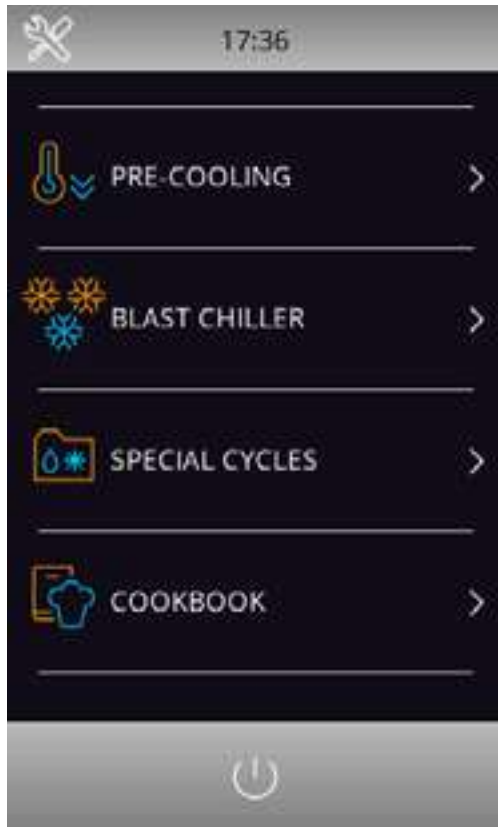 17:36
PRE-COOLING
BLAST CHILLER
SPECIAL CYCLES
COOKBOOK